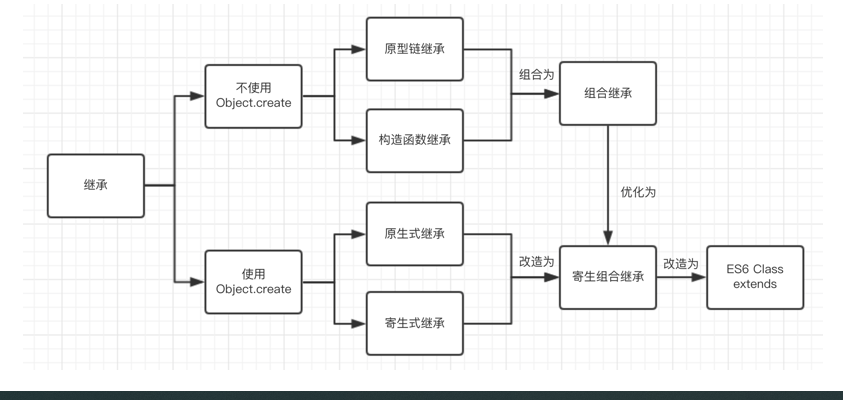 继承
不使用
Object.create
原型链继承
构造函数继承
组合为
组合继承
优化为
使用
Object.create
原生式继承
寄生式继承
改造为
寄生组合继承
改造为
ES6 Class
extends